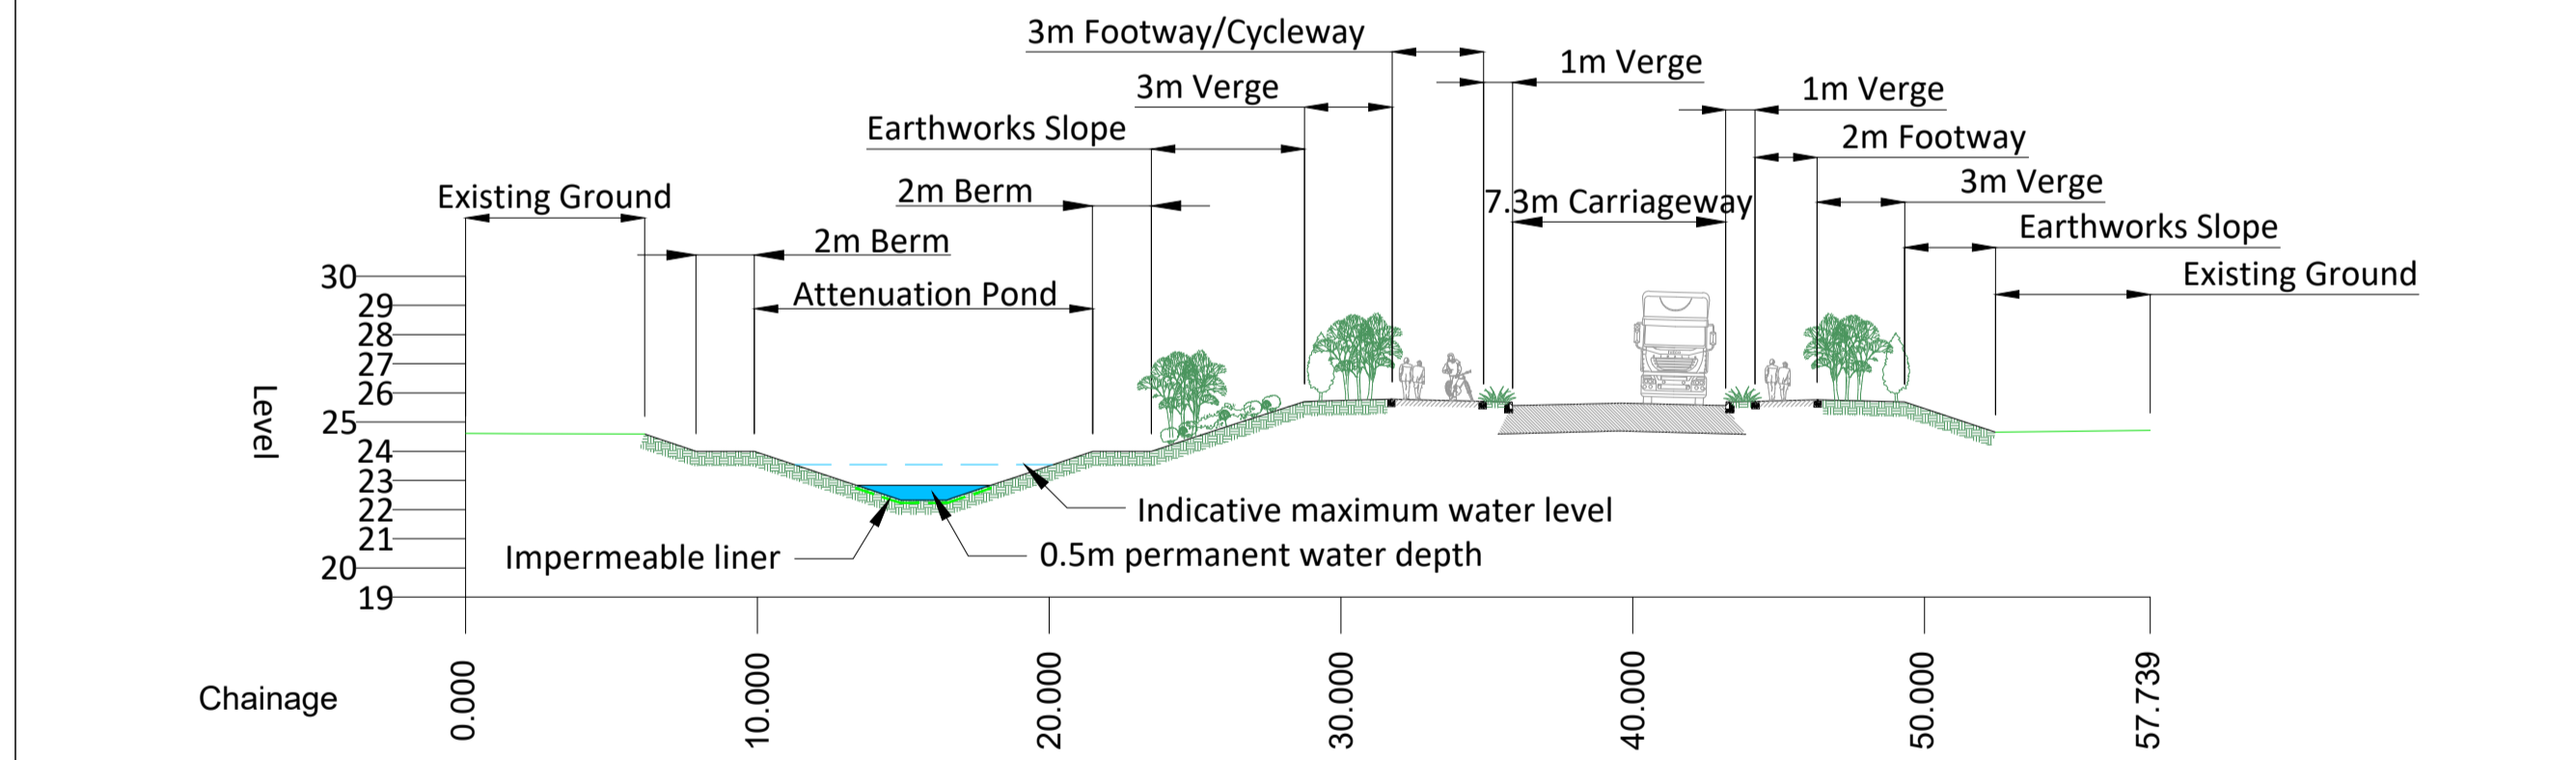 3m Footway/Cycleway
1m Verge
3m Verge
1m Verge
Earthworks Slope
2m Footway
3m Verge
2m Berm
Existing Ground
7.3m Carriageway
Earthworks Slope
2m Berm
Existing Ground
Attenuation Pond
30
29
28
27
26
25
24
23
22
21
20
19
Level
Indicative maximum water level
Impermeable liner
0.5m permanent water depth
Chainage
0.000
10.000
20.000
30.000
40.000
50.000
57.739